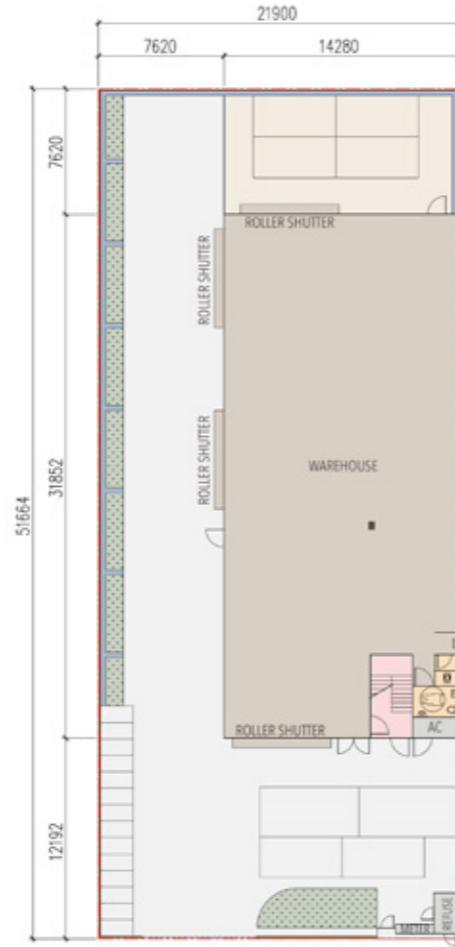 21900
7620
14280
7620
ROLLER SHUTTER
ROLLER SHUTTER
ROLLER SHUTTER
WAREHOUSE
31852
51664
ROLLER SHUTTER
AC
12192
METER
REFUSE